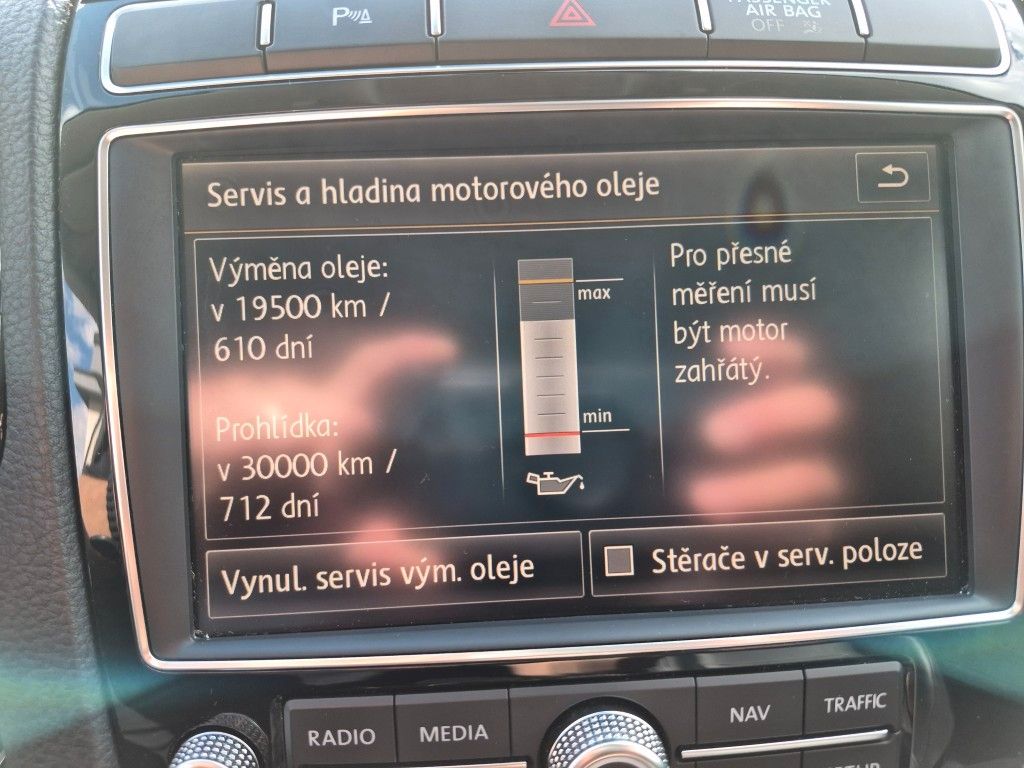 P
PASSENGER
AIR BAG
OFF
Servis a hladina motorového oleje
Výměna oleje:
v 19500 km /
610 dní
Prohlídka:
v 30000 km /
712 dní
max
min
Pro přesné
měření musí
být motor
zahřátý.
Vynul. servis vým. oleje
Stěrače v serv. poloze
RADIO
MEDIA
NAV
TRAFFIC